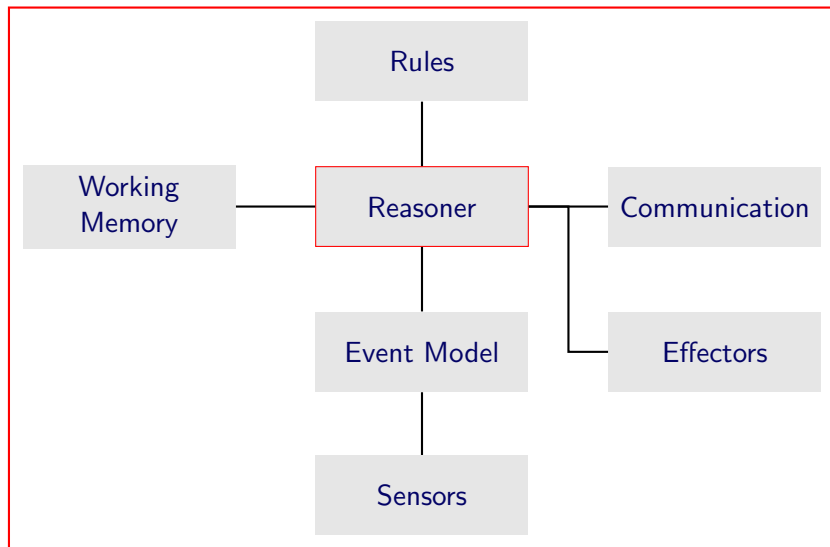 Rules
Working
Memory
Reasoner
Communication
Event Model
Effectors
Sensors